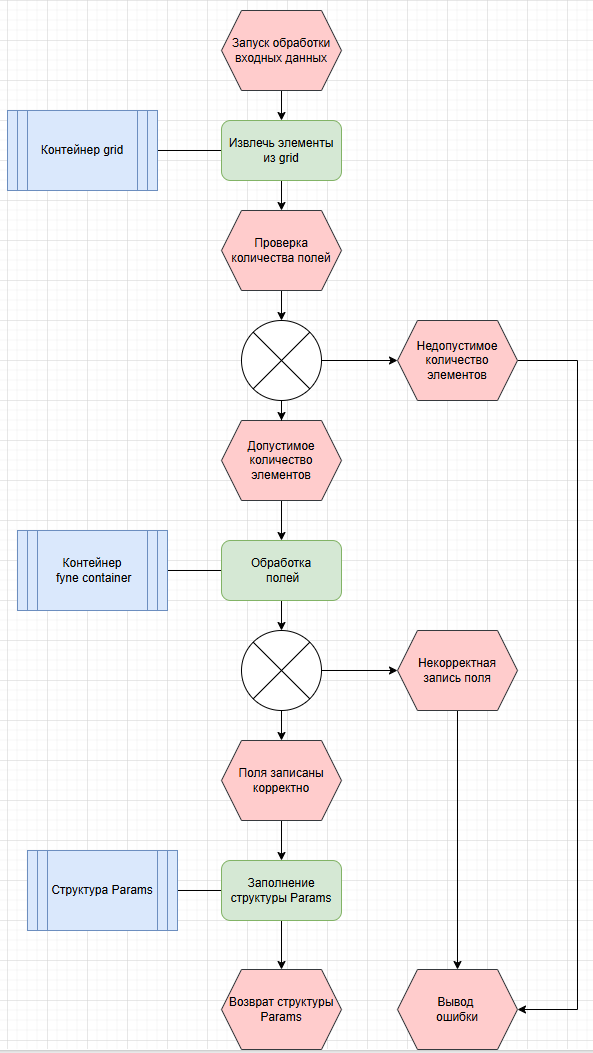 Запуск обработки
входных данных
Контейнер grid
Извлечь элементы
из grid
Проверка
количества полей
Недопустимое
количество
элементов
Допустимое
количество
элементов
Контейнер
fyne container
Обработка
полей
Некорректная
запись поля
Поля записаны
корректно
Структура Params
Заполнение
структуры Params
Возврат структуры
Params
Вывод
ошибки